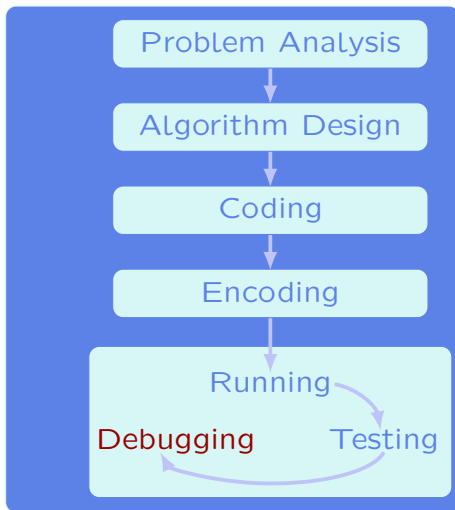 Problem Analysis
Algorithm Design
Coding
Encoding
Running
Debugging Testing